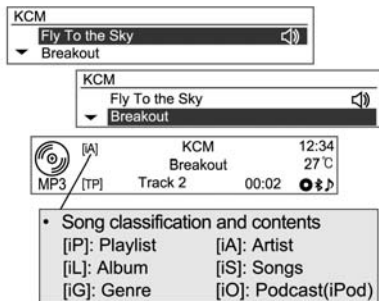 KCM
Fly To the Sky
Breakout
KCM
Fly To the Sky
Breakout
[iA] KCM 12:34
Breakout 27℃
MP3 [TP] Track 2 00:02
• Song classification and contents
[iP]: Playlist [iA]: Artist
[iL]: Album [iS]: Songs
[iG]: Genre [iO]: Podcast(iPod)